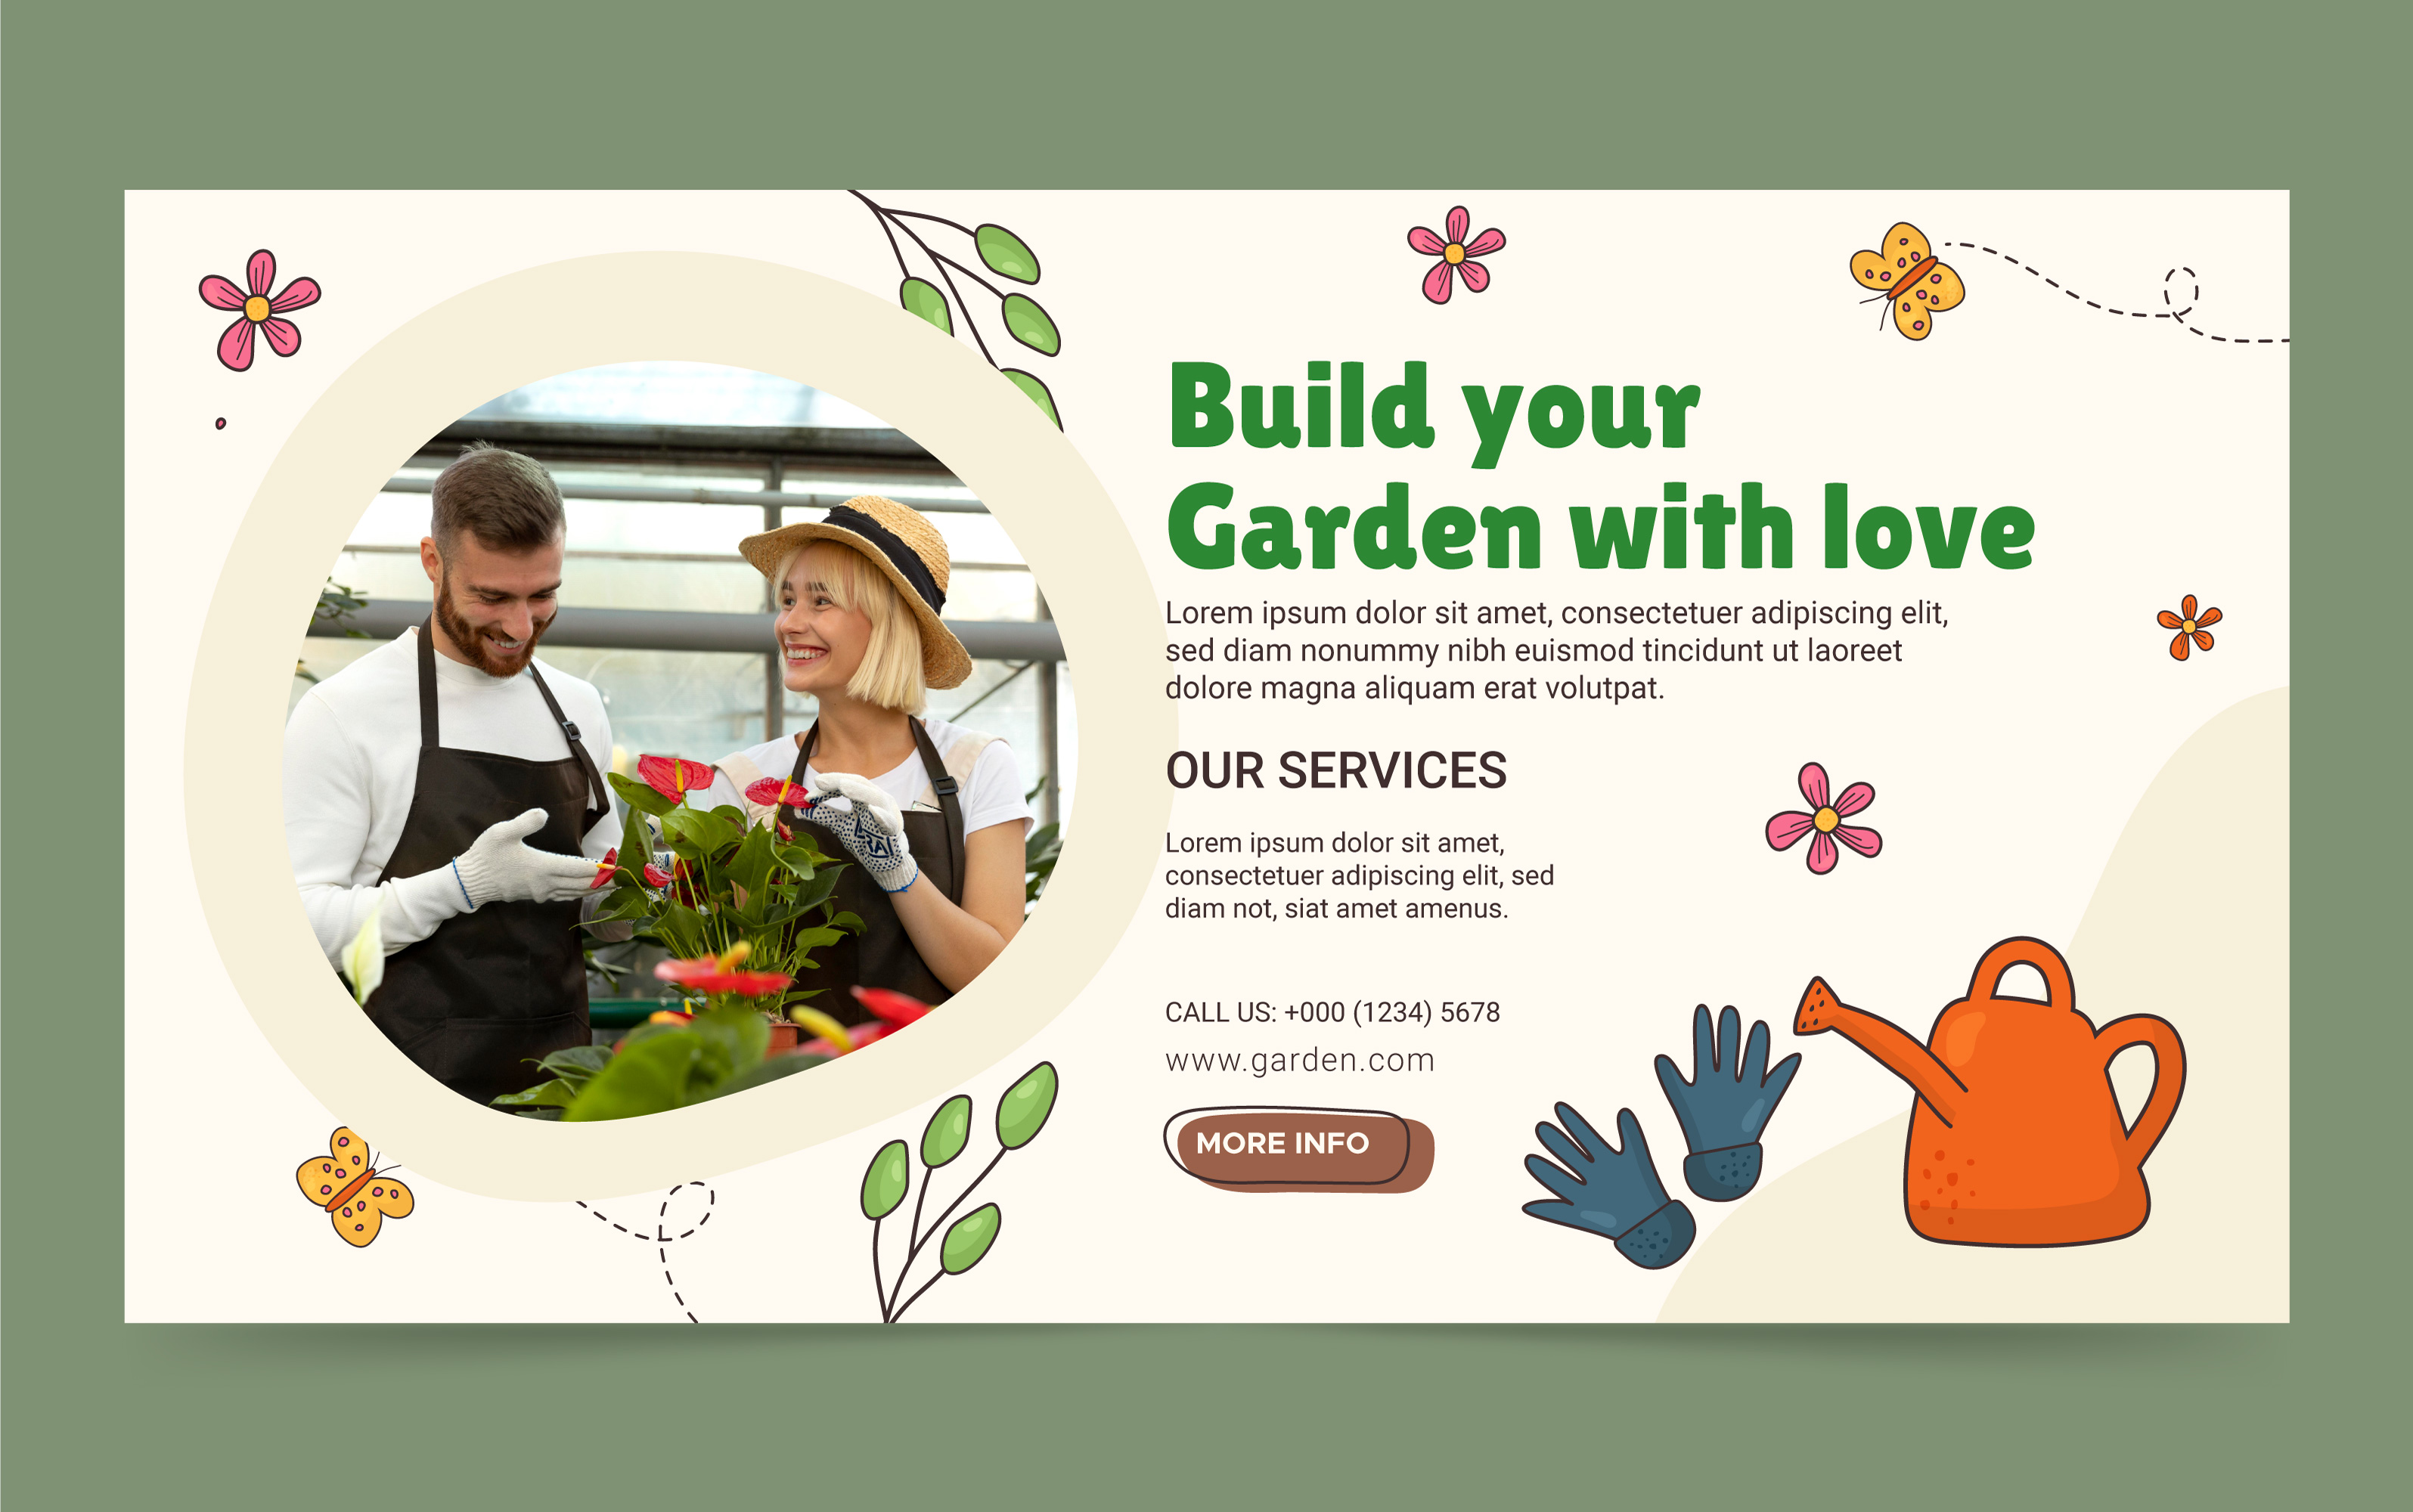 Build your
Garden with love
Lorem ipsum dolor sit amet, consectetuer adipiscing elit,
sed diam nonummy nibh euismod tincidunt ut laoreet
dolore magna aliquam erat volutpat.
OUR SERVICES
Lorem ipsum dolor sit amet,
consectetuer adipiscing elit, sed
diam not, siat amet amenus.
CALL US: +000 (1234) 5678
www.garden.com
MORE INFO